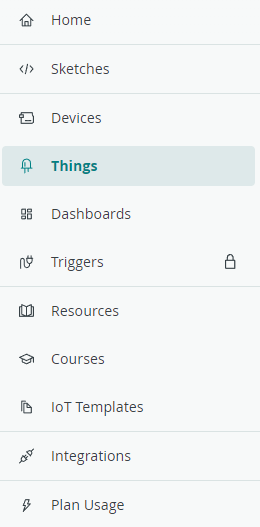 Home
Sketches
Devices
Things
Dashboards
Triggers
Resources
Courses
IoT Templates
Integrations
Plan Usage